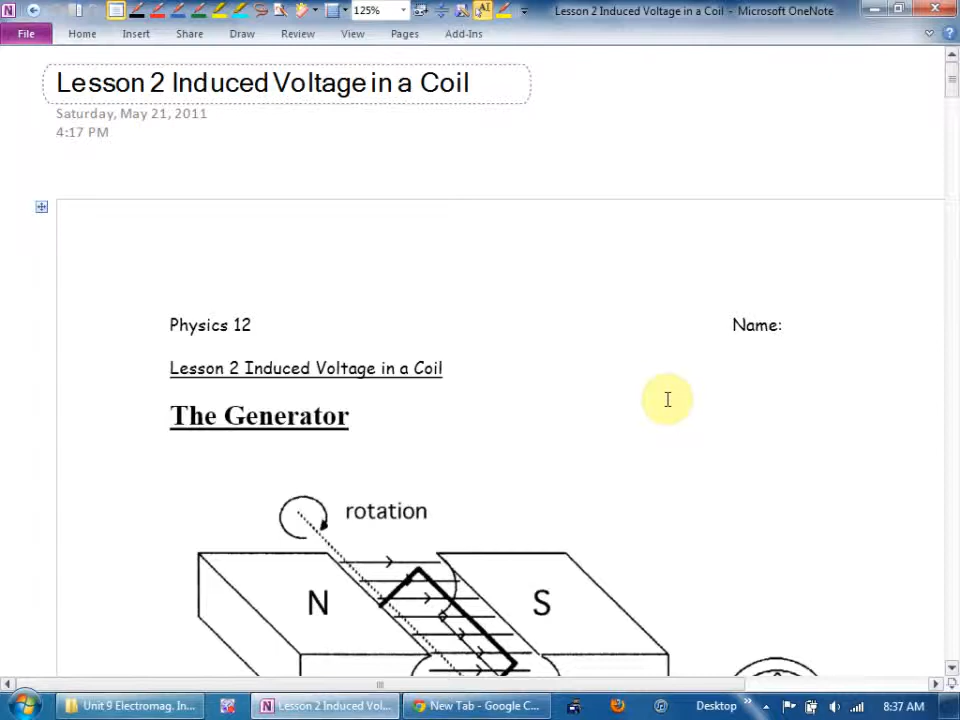 125%
Lesson 2 Induced Voltage in a Coil - Microsoft OneNote
File Home Insert Share Draw Review View Pages Add-Ins
Lesson 2 Induced Voltage in a Coil
Saturday, May 21, 2011
4:17 PM
Physics 12 Name:
Lesson 2 Induced Voltage in a Coil
The Generator
rotation
N S
Unit 9 Electromag. In... Lesson 2 Induced Vol... New Tab - Google C... Desktop 8:37 AM